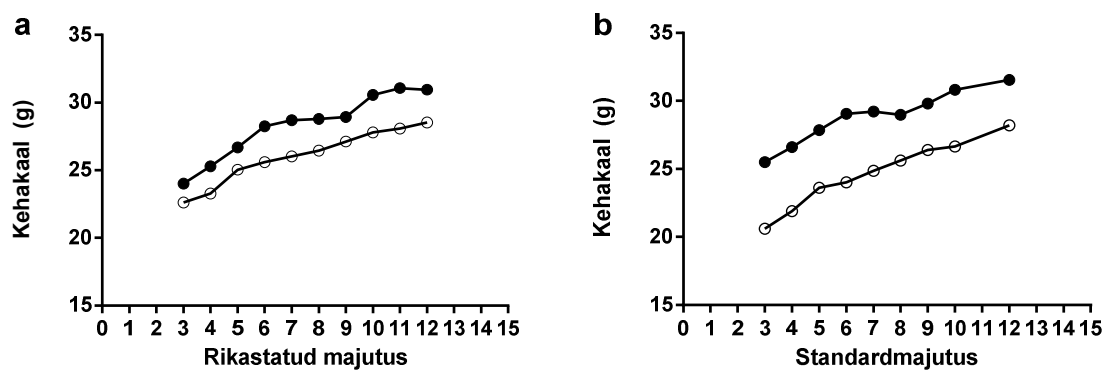 a
Kehakaal (g)
35
30
25
20
15
0 1 2 3 4 5 6 7 8 9 10 11 12 13 14 15
Rikastatud majutus
b
Kehakaal (g)
35
30
25
20
15
0 1 2 3 4 5 6 7 8 9 10 12 13 14 15
Standardmajutus